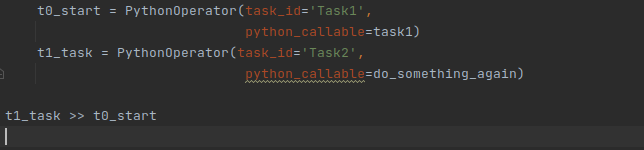 t0_start = PythonOperator(task_id='Task1',
python_callable=task1)
t1_task = PythonOperator(task_id='Task2',
python_callable=do_something_again)
t1_task >> t0_start